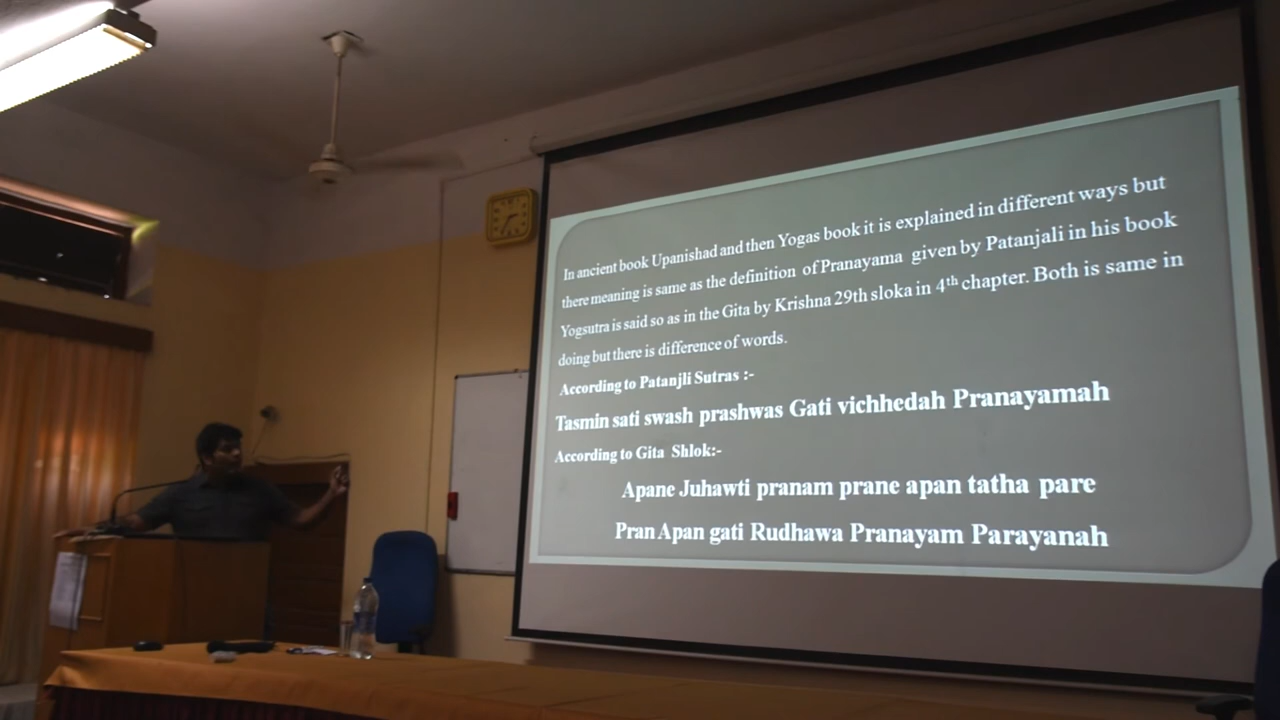 In ancient book Upanishad and then Yogas book it is explained in different ways but
there meaning is same as the definition of Pranayama given by Patanjali in his book
Yogsutra is said so as in the Gita by Krishna 29th sloka in 4th chapter. Both is same in
doing but there is difference of words.
According to Patanjli Sutras :-
Tasmin sati swash prashwas Gati vichhedah Pranayamah
According to Gita Shlok:-
Apane Juhawti pranam prane apan tatha pare
Pran Apan gati Rudhawa Pranayam Parayanah